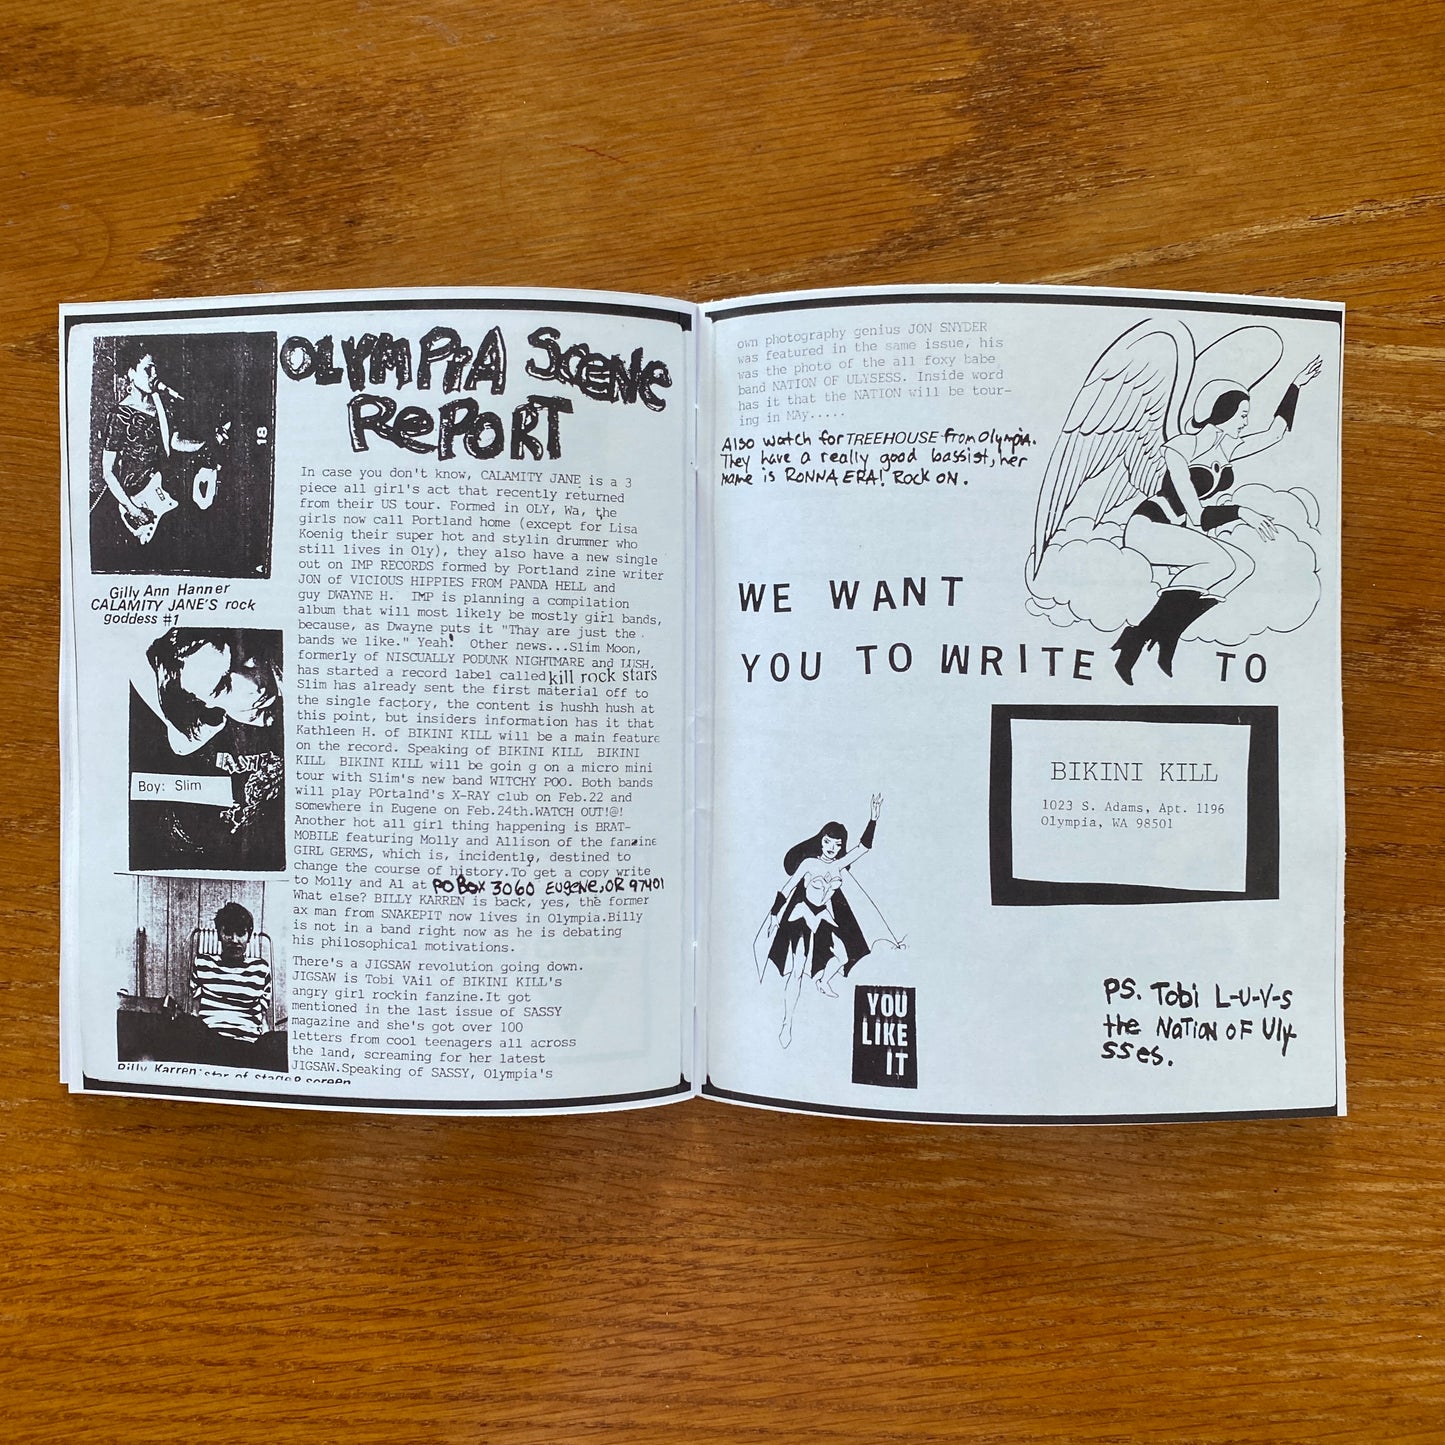 OLYMPIA SCENE
REPORT
18
A
Gilly Ann Hanner
CALAMITY JANE'S rock
goddess #1
Boy: Slim
Billy Karren: star of stage & screen
In case you don't know, CALAMITY JANE is a 3
piece all girl's act that recently returned
from their US tour. Formed in OLY, Wa, the
girls now call Portland home (except for Lisa
Koenig their super hot and stylin drummer who
still lives in Oly), they also have a new single
out on IMP RECORDS formed by Portland zine writer
JON of VICIOUS HIPPIES FROM PANDA HELL and
guy DWAYNE H.  IMP is planning a compilation
album that will most likely be mostly girl bands,
because, as Dwayne puts it "Thay are just the
bands we like." Yeah!  Other news...Slim Moon,
formerly of NISCUALLY PODUNK NIGHTMARE and LUSH,
has started a record label called kill rock stars
Slim has already sent the first material off to
the single factory, the content is hushh hush at
this point, but insiders information has it that
Kathleen H. of BIKINI KILL will be a main feature
on the record. Speaking of BIKINI KILL  BIKINI
KILL  BIKINI KILL will be goin g on a micro mini
tour with Slim's new band WITCHY POO. Both bands
will play POrtalnd's X-RAY club on Feb.22 and
somewhere in Eugene on Feb.24th.WATCH OUT!@!
Another hot all girl thing happening is BRAT-
MOBILE featuring Molly and Allison of the fanzine
GIRL GERMS, which is, incidently, destined to
change the course of history.To get a copy write
to Molly and Al at PO Box 3060 EUGENE, OR 97401
What else? BILLY KARREN is back, yes, the former
ax man from SNAKEPIT now lives in Olympia.Billy
is not in a band right now as he is debating
his philosophical motivations.
There's a JIGSAW revolution going down.
JIGSAW is Tobi VAil of BIKINI KILL's
angry girl rockin fanzine.It got
mentioned in the last issue of SASSY
magazine and she's got over 100
letters from cool teenagers all across
the land, screaming for her latest
JIGSAW.Speaking of SASSY, Olympia's
own photography genius JON SNYDER
was featured in the same issue, his
was the photo of the all foxy babe
band NATION OF ULYSESS. Inside word
has it that the NATION will be tour-
ing in MAy.....
Also watch for TREEHOUSE from Olympia.
They have a really good bassist, her
name is RONNA ERA! ROCK ON.
WE WANT
YOU TO WRITE TO
BIKINI KILL
1023 S. Adams, Apt. 1196
Olympia, WA 98501
YOU
LIKE
IT
PS. Tobi L-U-V-S
the NATION OF Uly
sses.